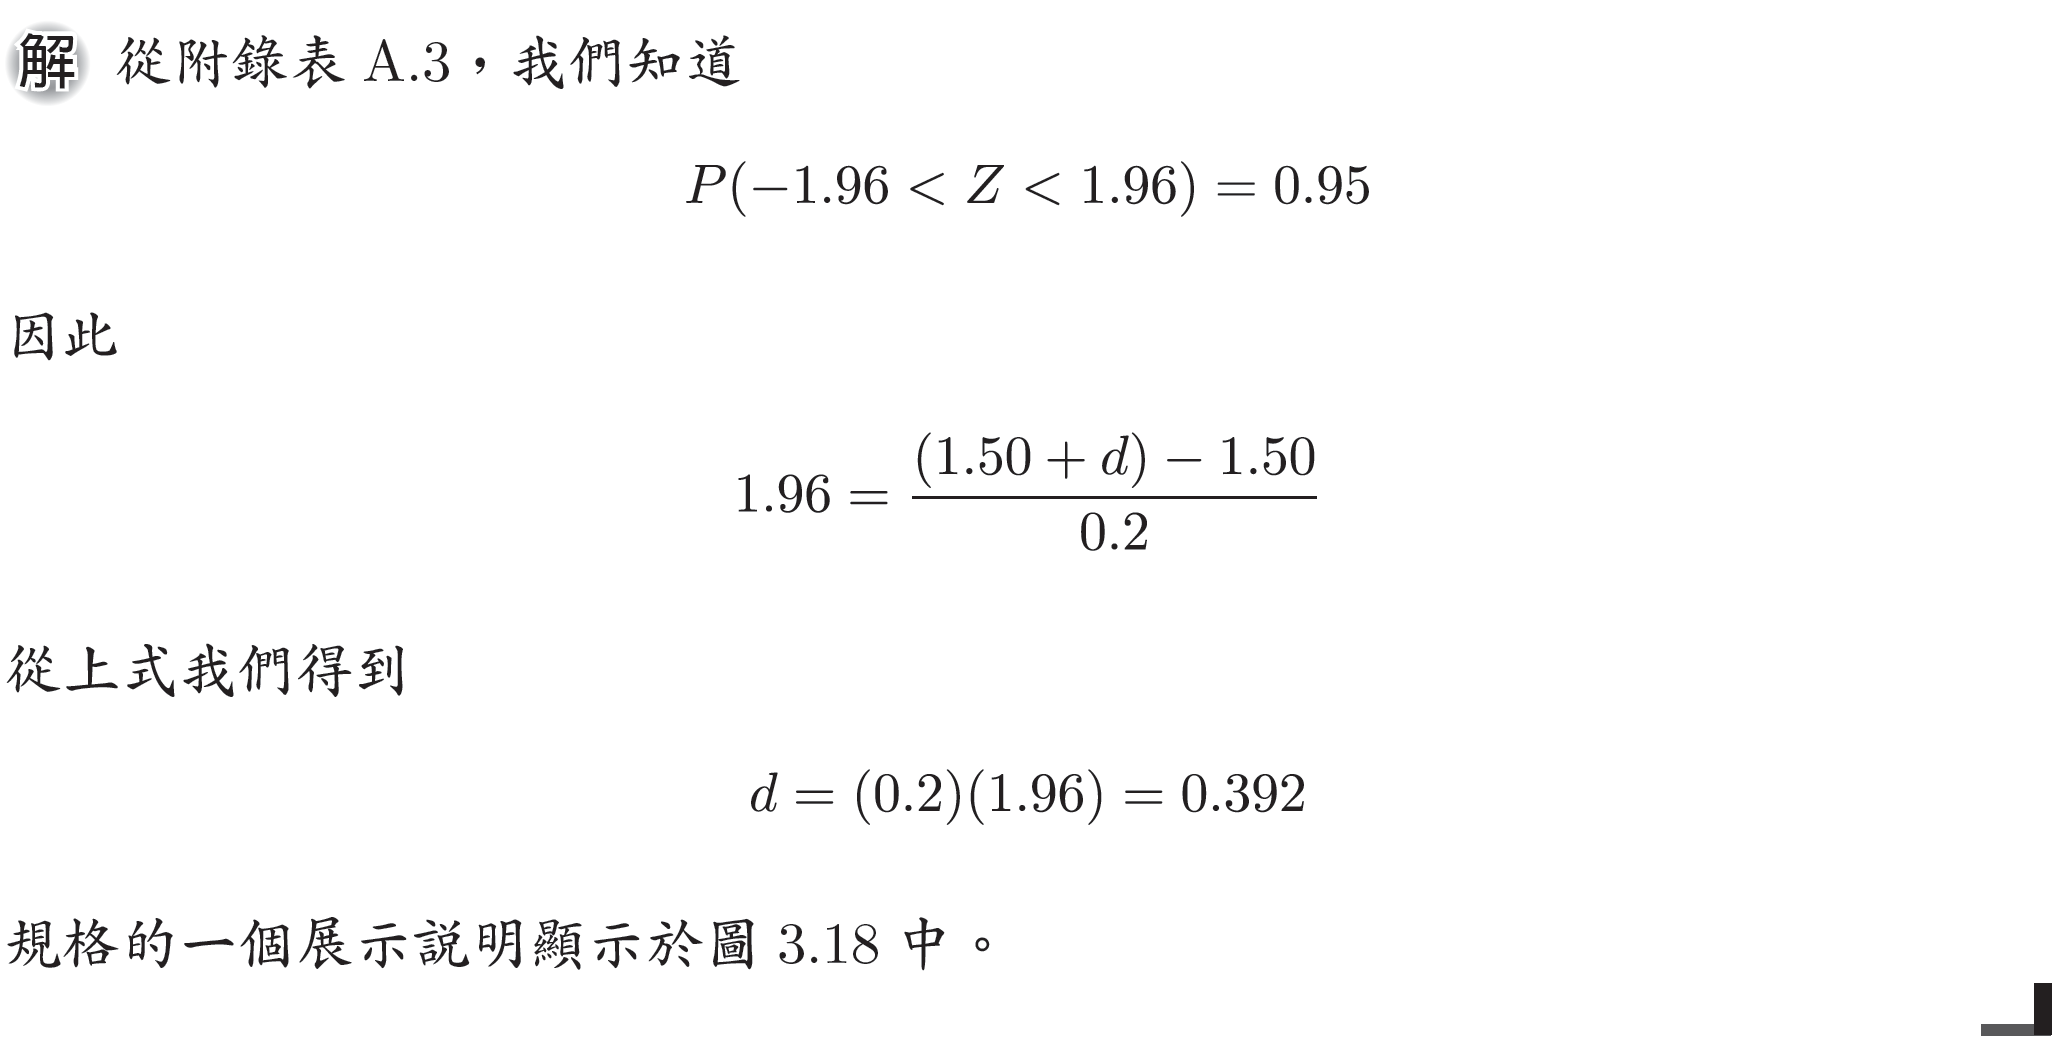 解 從附錄表 A.3，我們知道
P(−1.96 < Z < 1.96) = 0.95
因此
1.96 = \frac{(1.50 + d) − 1.50}{0.2}
從上式我們得到
d = (0.2)(1.96) = 0.392
規格的一個展示說明顯示於圖 3.18 中。